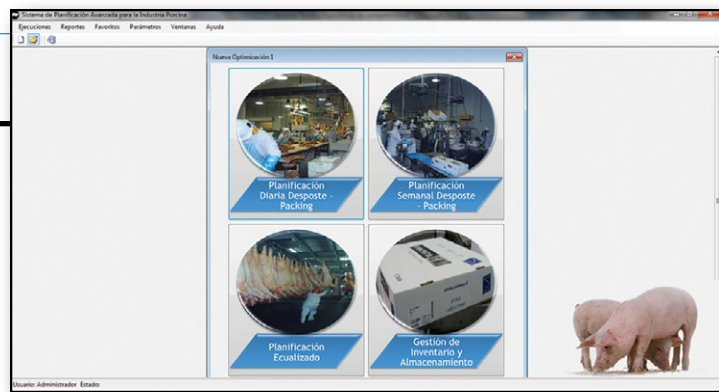 Sistema de Planificación Avanzada para la Industria Porcina
Ejecuciones Reportes Favoritos Parámetros Ventanas Ayuda
Nueva Optimización 1
Planificación
Diaria Desposte -
Packing
Planificación
Semanal Desposte
- Packing
Planificación
Ecualizado
Gestión de
Inventario y
Almacenamiento
Usuario: Administrador Estado: